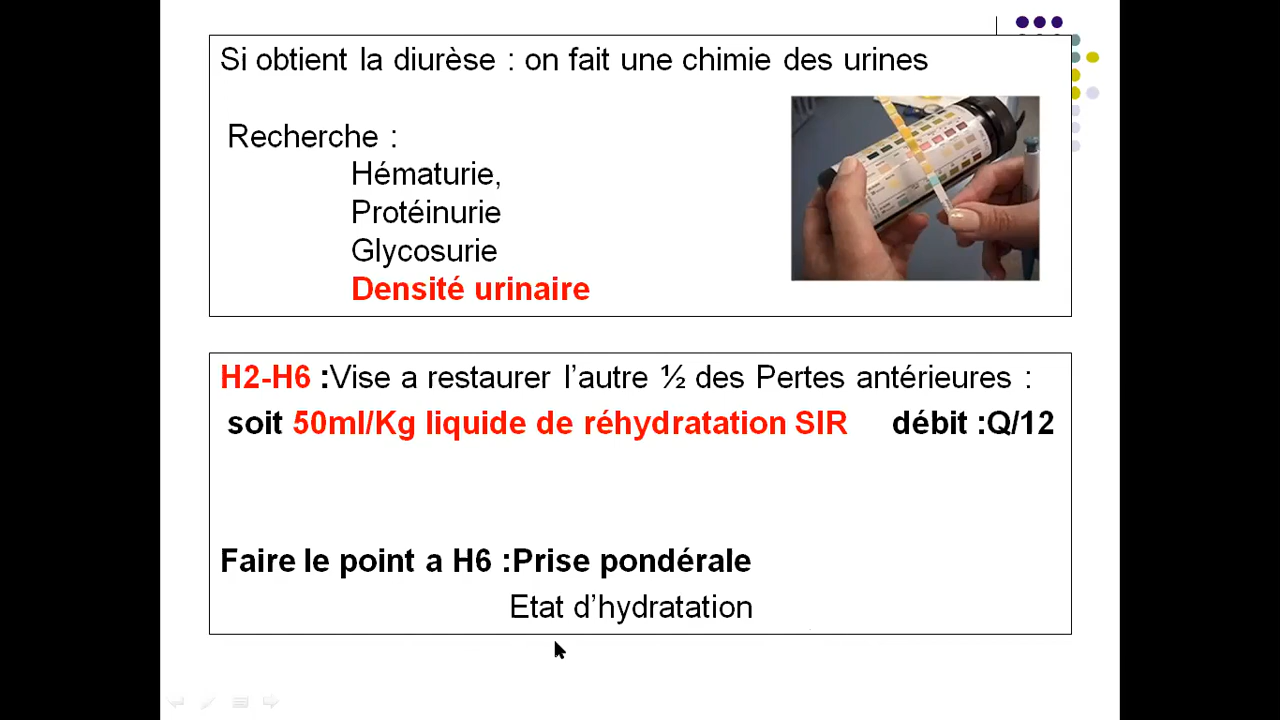 Si obtient la diurèse : on fait une chimie des urines
Recherche :
Hématurie,
Protéinurie
Glycosurie
Densité urinaire
H2-H6 :Vise a restaurer l’autre ½ des Pertes antérieures :
soit 50ml/Kg liquide de réhydratation SIR débit :Q/12
Faire le point a H6 :Prise pondérale
Etat d’hydratation